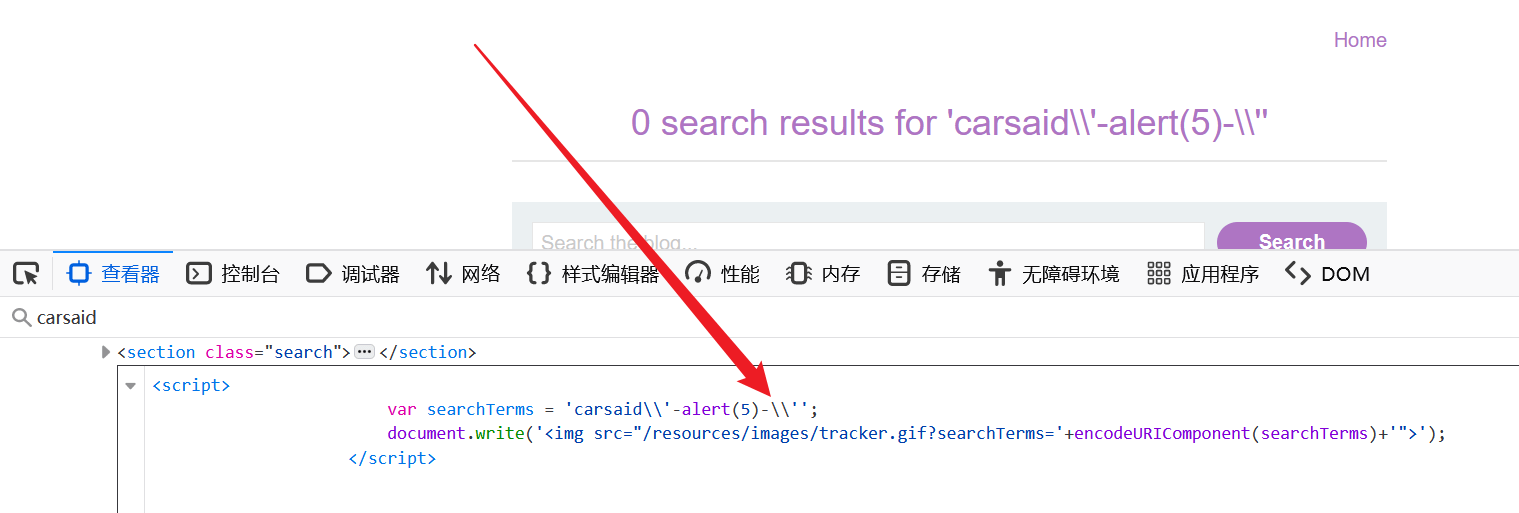 Home
0 search results for 'carsaid\\'-alert(5)-\\''
Search the blog...
Search
查看器 控制台 调试器 网络 样式编辑器 性能 内存 存储 无障碍环境 应用程序 DOM
carsaid
<section class="search"> ••• </section>
<script>
var searchTerms = 'carsaid\\'-alert(5)-\\'';
document.write('<img src="/resources/images/tracker.gif?searchTerms='+encodeURIComponent(searchTerms)+'">');
</script>